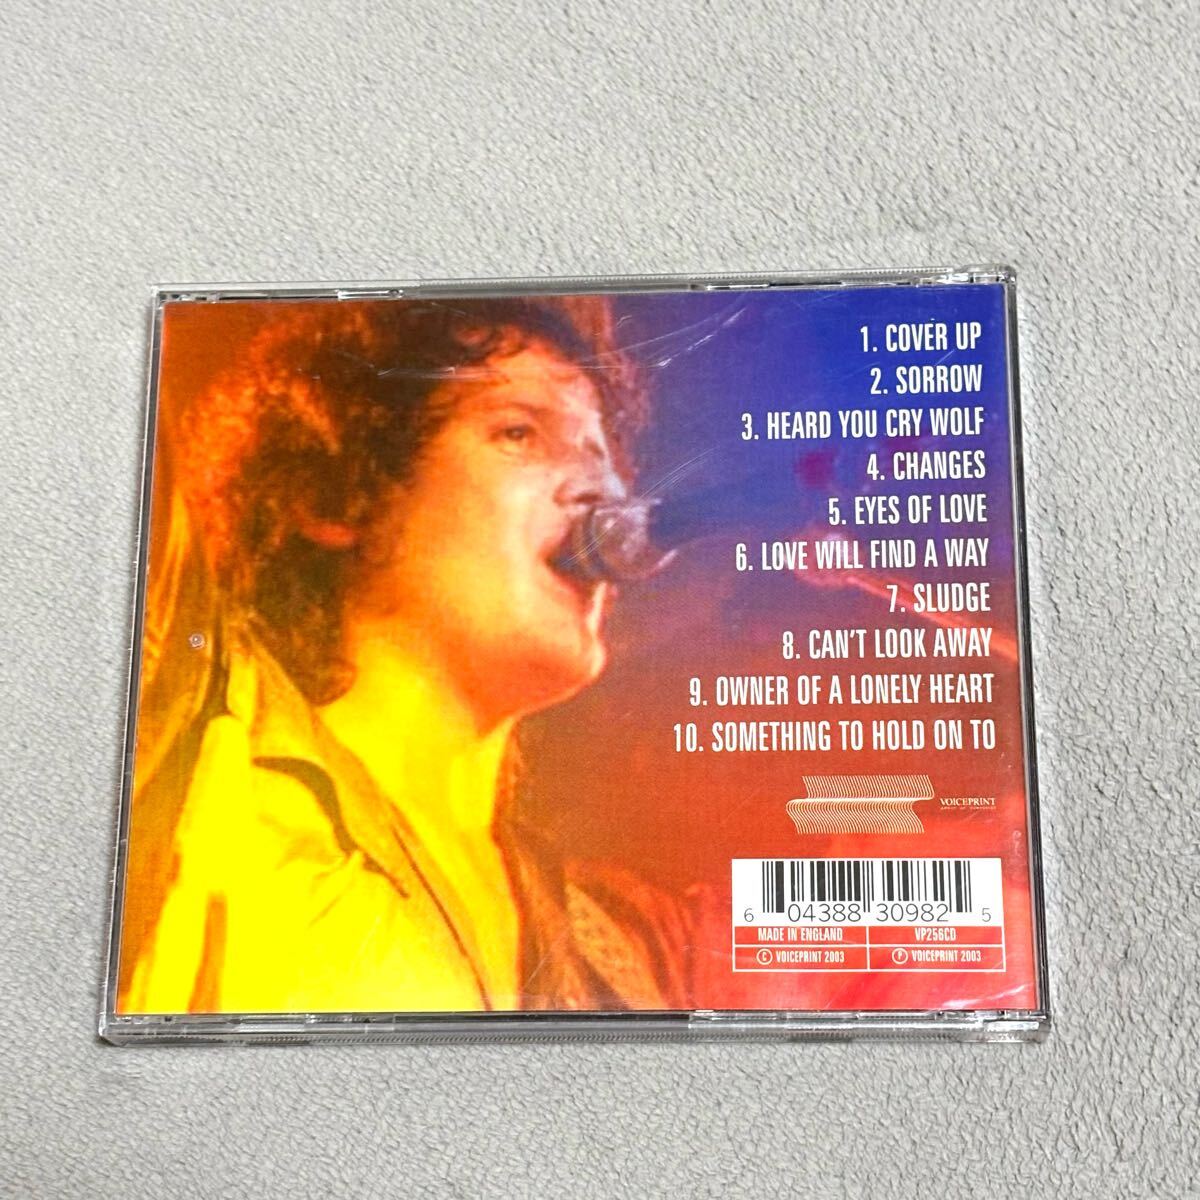 1. COVER UP
2. SORROW
3. HEARD YOU CRY WOLF
4. CHANGES
5. EYES OF LOVE
6. LOVE WILL FIND A WAY
7. SLUDGE
8. CAN'T LOOK AWAY
9. OWNER OF A LONELY HEART
10. SOMETHING TO HOLD ON TO
VOICEPRINT
6 04388 30982 5
MADE IN ENGLAND VP256CD
Ⓒ VOICEPRINT 2003 Ⓟ VOICEPRINT 2003